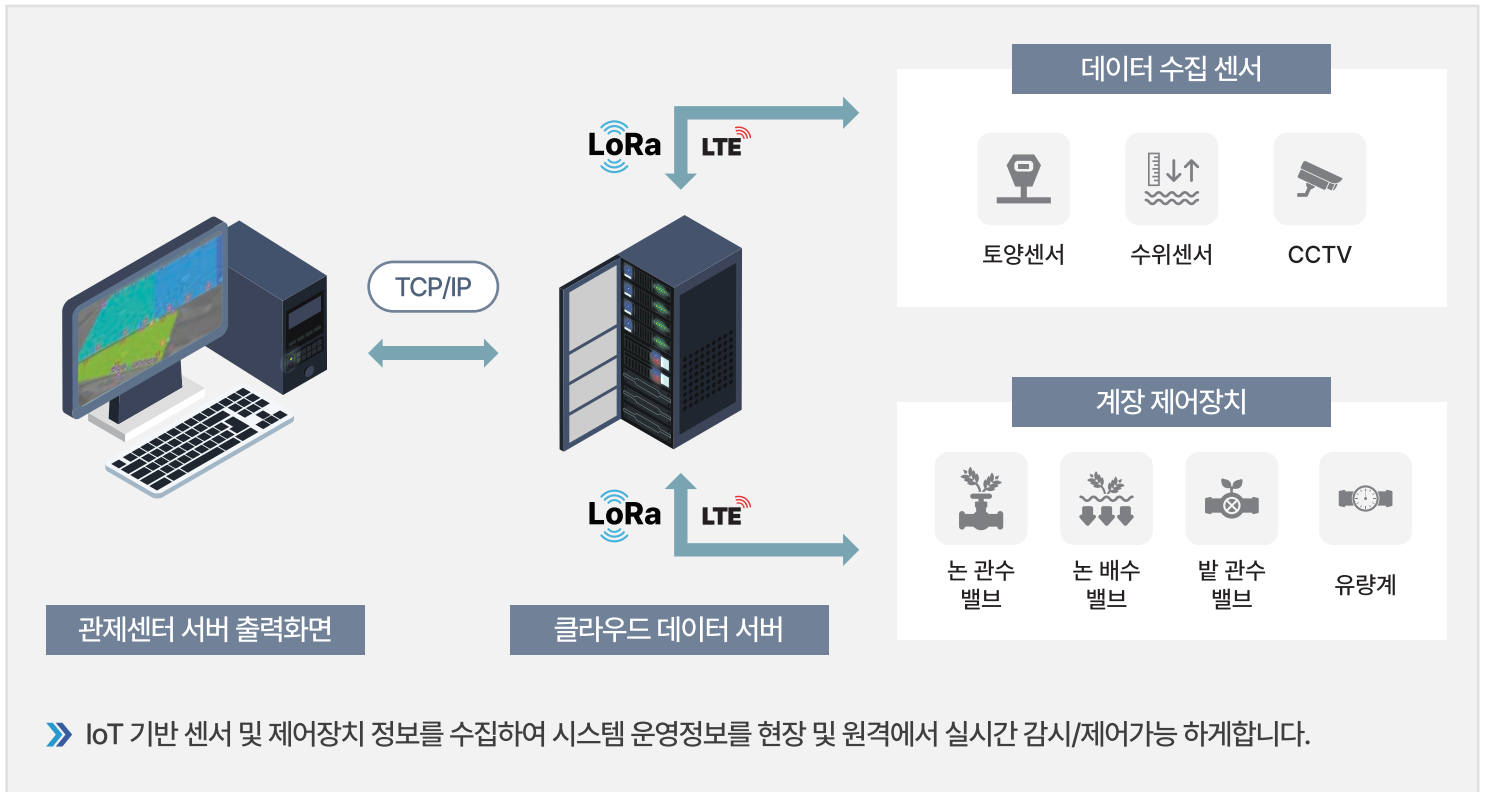 데이터 수집 센서
LoRa
LTE
토양센서
수위센서
CCTV
TCP/IP
계장 제어장치
LoRa
LTE
논 관수
밸브
논 배수
밸브
밭 관수
밸브
유량계
관제센터 서버 출력화면
클라우드 데이터 서버
IoT 기반 센서 및 제어장치 정보를 수집하여 시스템 운영정보를 현장 및 원격에서 실시간 감시/제어가능 하게합니다.